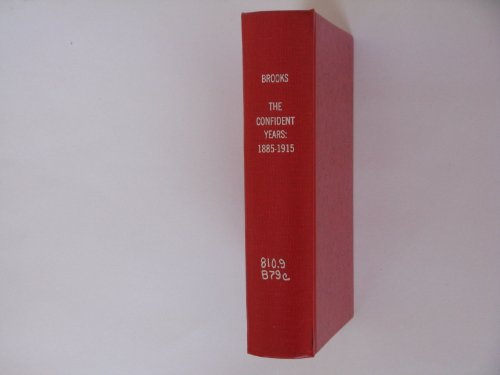 BROOKS
THE
CONFIDENT
YEARS:
1885-1915
810.9
B79c